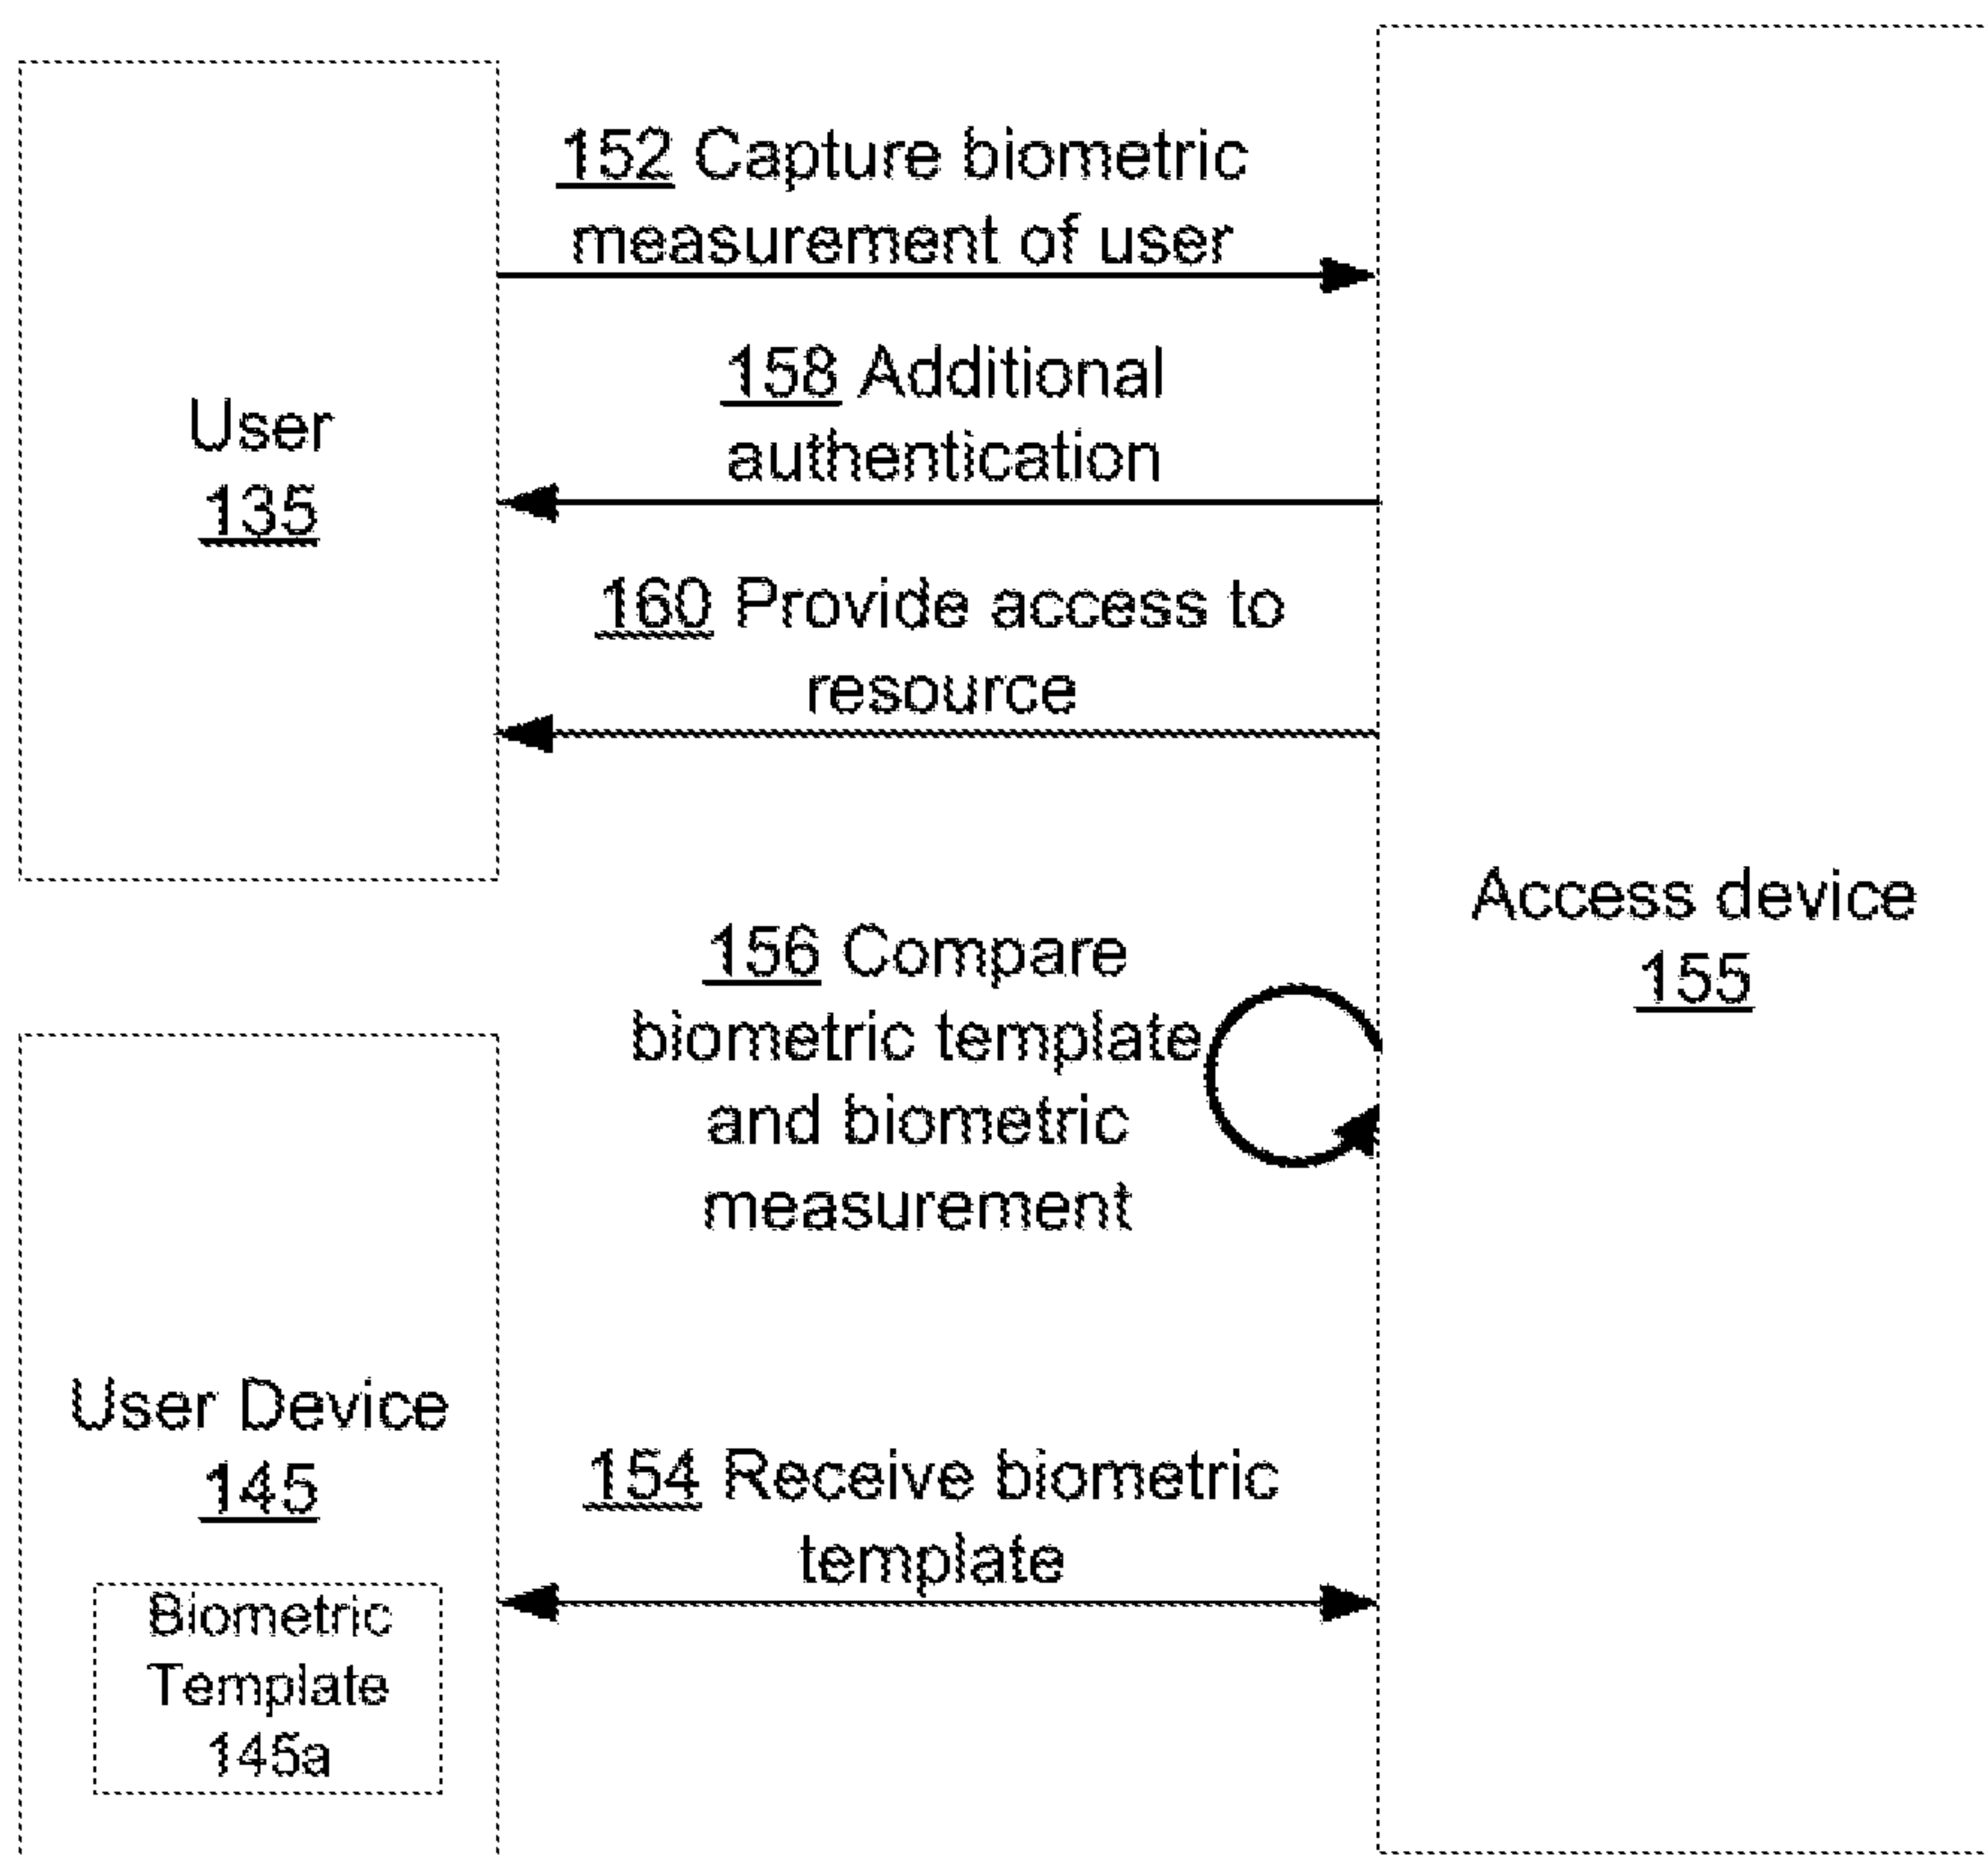 152 Capture biometric
measurement of user
158 Additional
authentication
User
135
160 Provide access to
resource
Access device
155
156 Compare
biometric template
and biometric
measurement
User Device
145
154 Receive biometric
template
Biometric
Template
145a